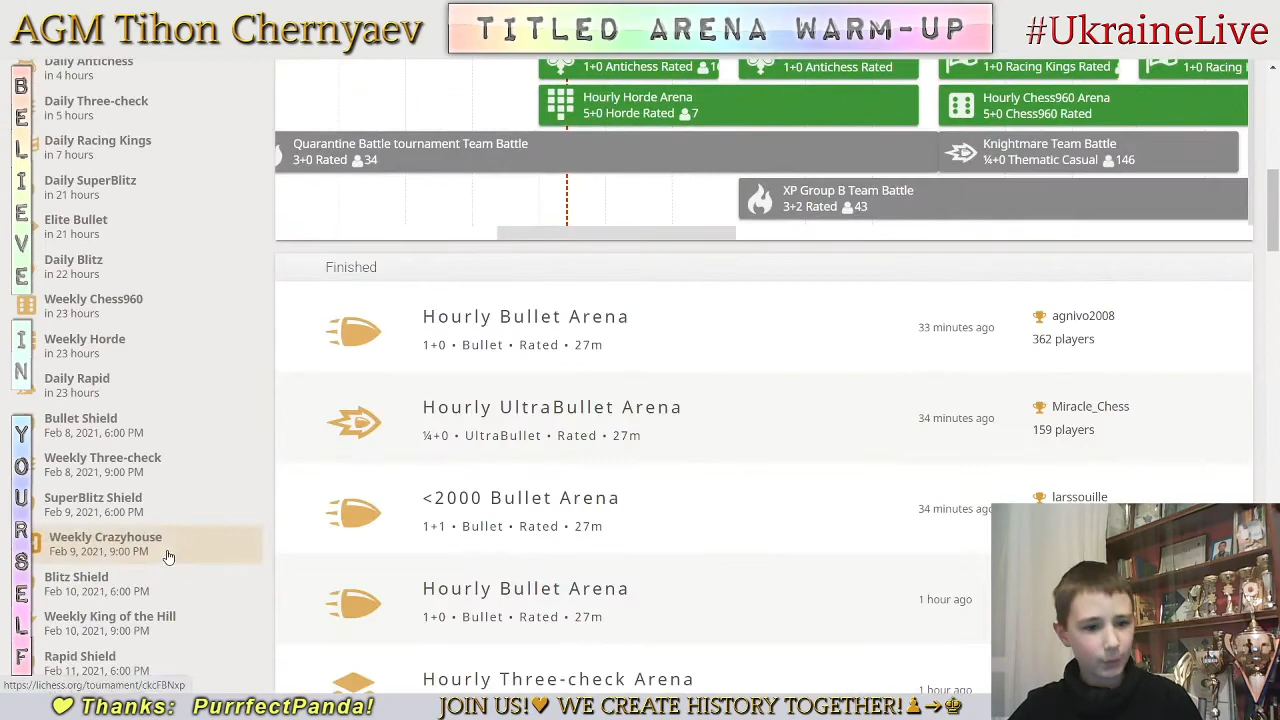 AGM Tihon Chernyaev
TITLED ARENA WARM-UP
#UkraineLive
BELIEVE
IN
YOURSELF
Daily Antichess
in 4 hours
Daily Three-check
in 5 hours
Daily Racing Kings
in 7 hours
Daily SuperBlitz
in 21 hours
Elite Bullet
in 21 hours
Daily Blitz
in 22 hours
Weekly Chess960
in 23 hours
Weekly Horde
in 23 hours
Daily Rapid
in 23 hours
Bullet Shield
Feb 8, 2021, 6:00 PM
Weekly Three-check
Feb 8, 2021, 9:00 PM
SuperBlitz Shield
Feb 9, 2021, 6:00 PM
Weekly Crazyhouse
Feb 9, 2021, 9:00 PM
Blitz Shield
Feb 10, 2021, 6:00 PM
Weekly King of the Hill
Feb 10, 2021, 9:00 PM
Rapid Shield
Feb 11, 2021, 6:00 PM
https://lichess.org/tournament/ckcFBNxp
1+0 Antichess Rated
1+0 Antichess Rated
1+0 Racing Kings Rated
1+0 Racing
Hourly Horde Arena
5+0 Horde Rated 7
Hourly Chess960 Arena
5+0 Chess960 Rated
Quarantine Battle tournament Team Battle
3+0 Rated 34
Knightmare Team Battle
¼+0 Thematic Casual 146
XP Group B Team Battle
3+2 Rated 43
Finished
Hourly Bullet Arena
1+0 • Bullet • Rated • 27m
33 minutes ago
agnivo2008
362 players
Hourly UltraBullet Arena
¼+0 • UltraBullet • Rated • 27m
34 minutes ago
Miracle_Chess
159 players
<2000 Bullet Arena
1+1 • Bullet • Rated • 27m
34 minutes ago
larssouille
Hourly Bullet Arena
1+0 • Bullet • Rated • 27m
1 hour ago
Hourly Three-check Arena
1 hour ago
Thanks: PurrfectPanda!
JOIN US! WE CREATE HISTORY TOGETHER!